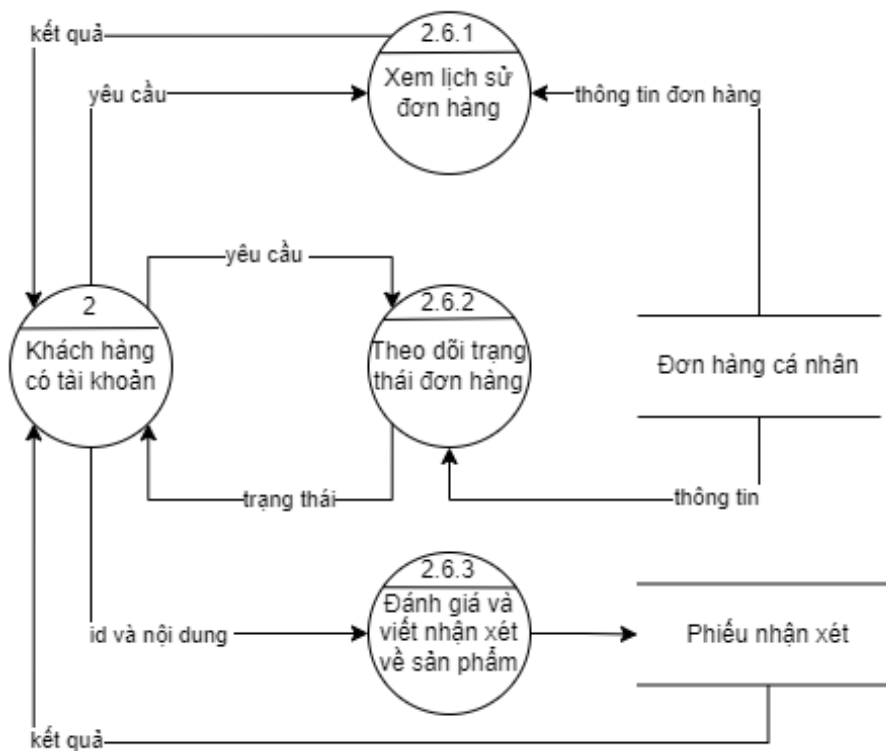 kết quả
2.6.1
Xem lịch sử
đơn hàng
yêu cầu
thông tin đơn hàng
yêu cầu
2
Khách hàng
có tài khoản
2.6.2
Theo dõi trạng
thái đơn hàng
Đơn hàng cá nhân
trạng thái
thông tin
2.6.3
Đánh giá và
viết nhận xét
về sản phẩm
id và nội dung
Phiếu nhận xét
kết quả